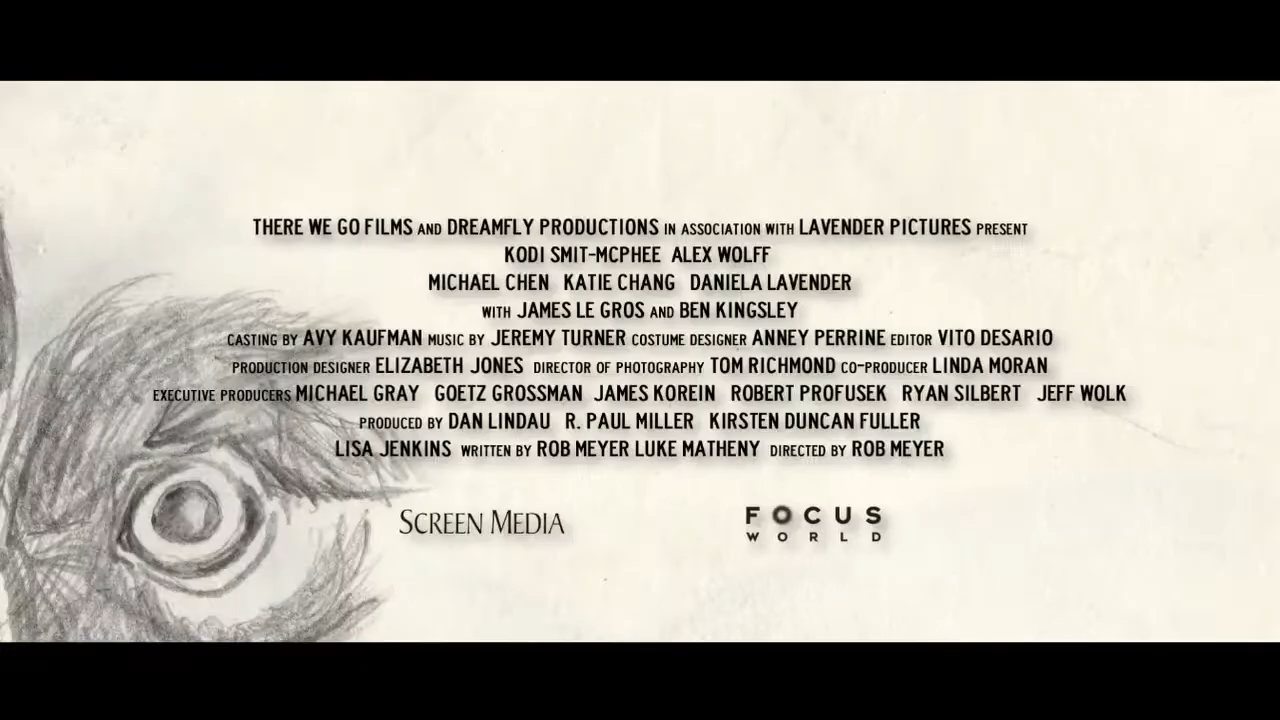 THERE WE GO FILMS AND DREAMFLY PRODUCTIONS IN ASSOCIATION WITH LAVENDER PICTURES PRESENT
KODI SMIT-MCPHEE ALEX WOLFF
MICHAEL CHEN KATIE CHANG DANIELA LAVENDER
WITH JAMES LE GROS AND BEN KINGSLEY
CASTING BY AVY KAUFMAN MUSIC BY JEREMY TURNER COSTUME DESIGNER ANNEY PERRINE EDITOR VITO DESARIO
PRODUCTION DESIGNER ELIZABETH JONES DIRECTOR OF PHOTOGRAPHY TOM RICHMOND CO-PRODUCER LINDA MORAN
EXECUTIVE PRODUCERS MICHAEL GRAY GOETZ GROSSMAN JAMES KOREIN ROBERT PROFUSEK RYAN SILBERT JEFF WOLK
PRODUCED BY DAN LINDAU R. PAUL MILLER KIRSTEN DUNCAN FULLER
LISA JENKINS WRITTEN BY ROB MEYER LUKE MATHENY DIRECTED BY ROB MEYER
SCREEN MEDIA
FOCUS
WORLD